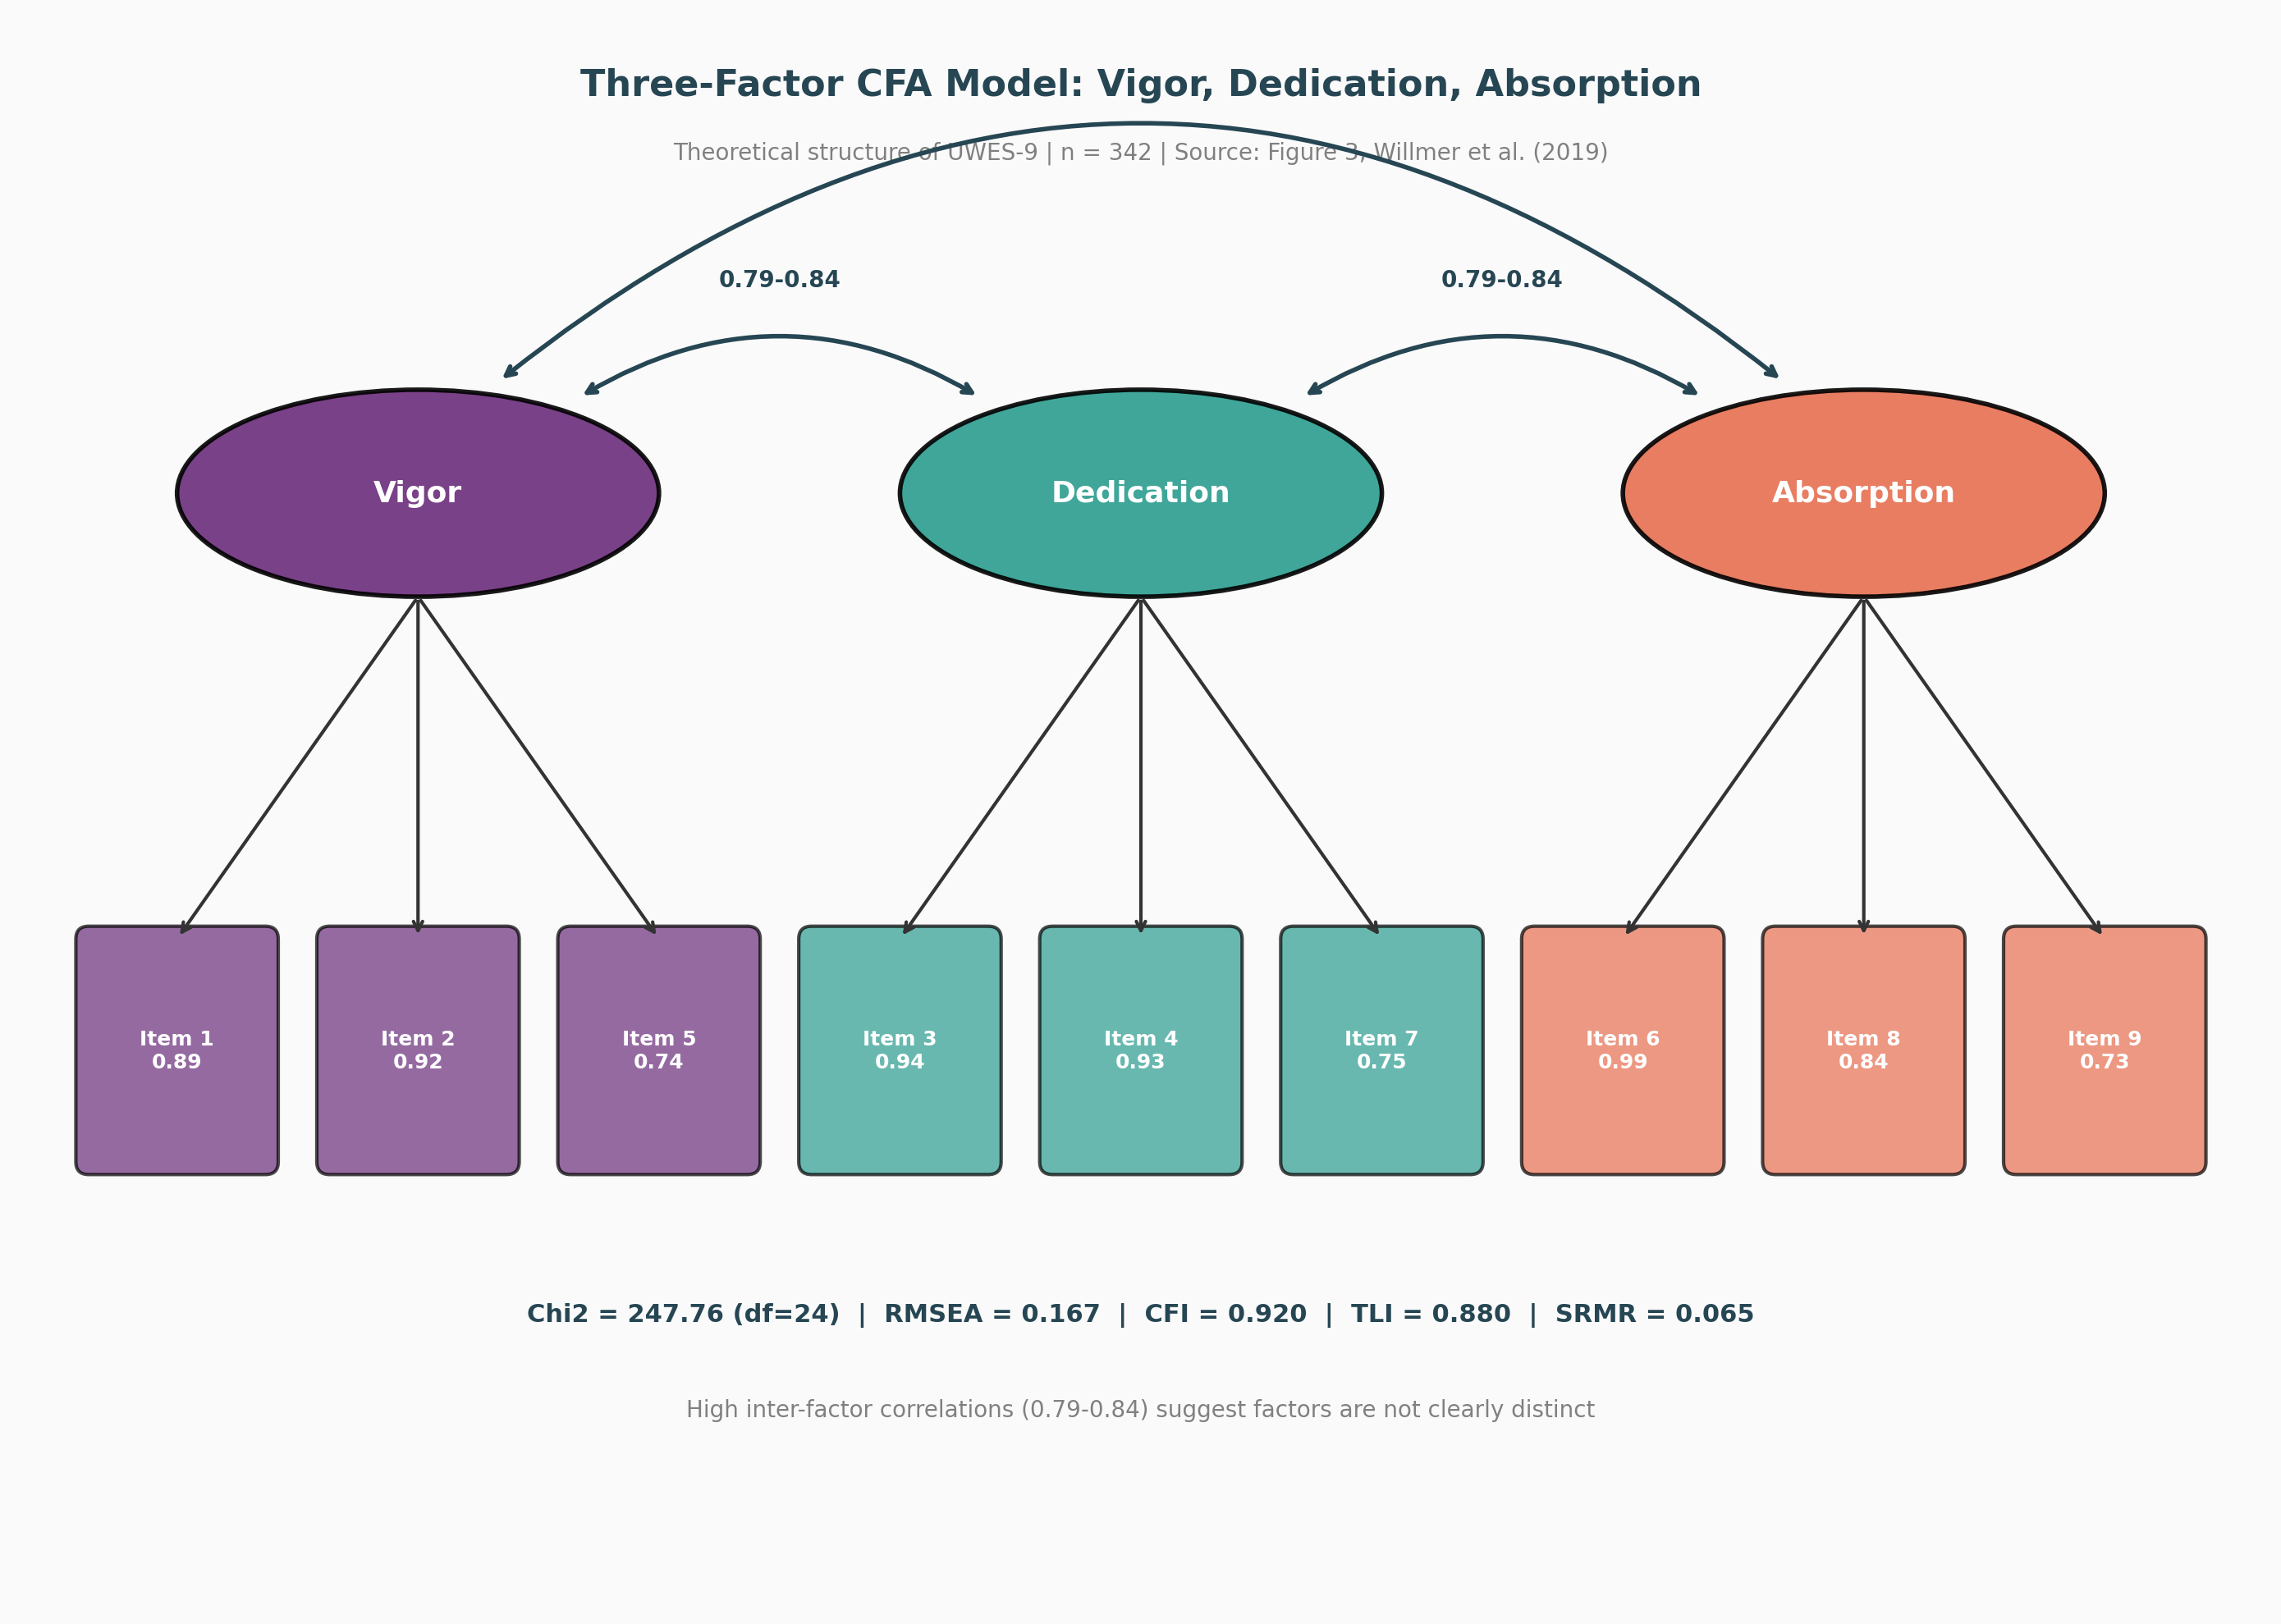 Three-Factor CFA Model: Vigor, Dedication, Absorption
Theoretical structure of UWES-9 | n = 342 | Source: Figure 3, Willmer et al. (2019)
0.79-0.84
0.79-0.84
Vigor
Dedication
Absorption
Item 1
0.89
Item 2
0.92
Item 5
0.74
Item 3
0.94
Item 4
0.93
Item 7
0.75
Item 6
0.99
Item 8
0.84
Item 9
0.73
Chi2 = 247.76 (df=24) | RMSEA = 0.167 | CFI = 0.920 | TLI = 0.880 | SRMR = 0.065
High inter-factor correlations (0.79-0.84) suggest factors are not clearly distinct